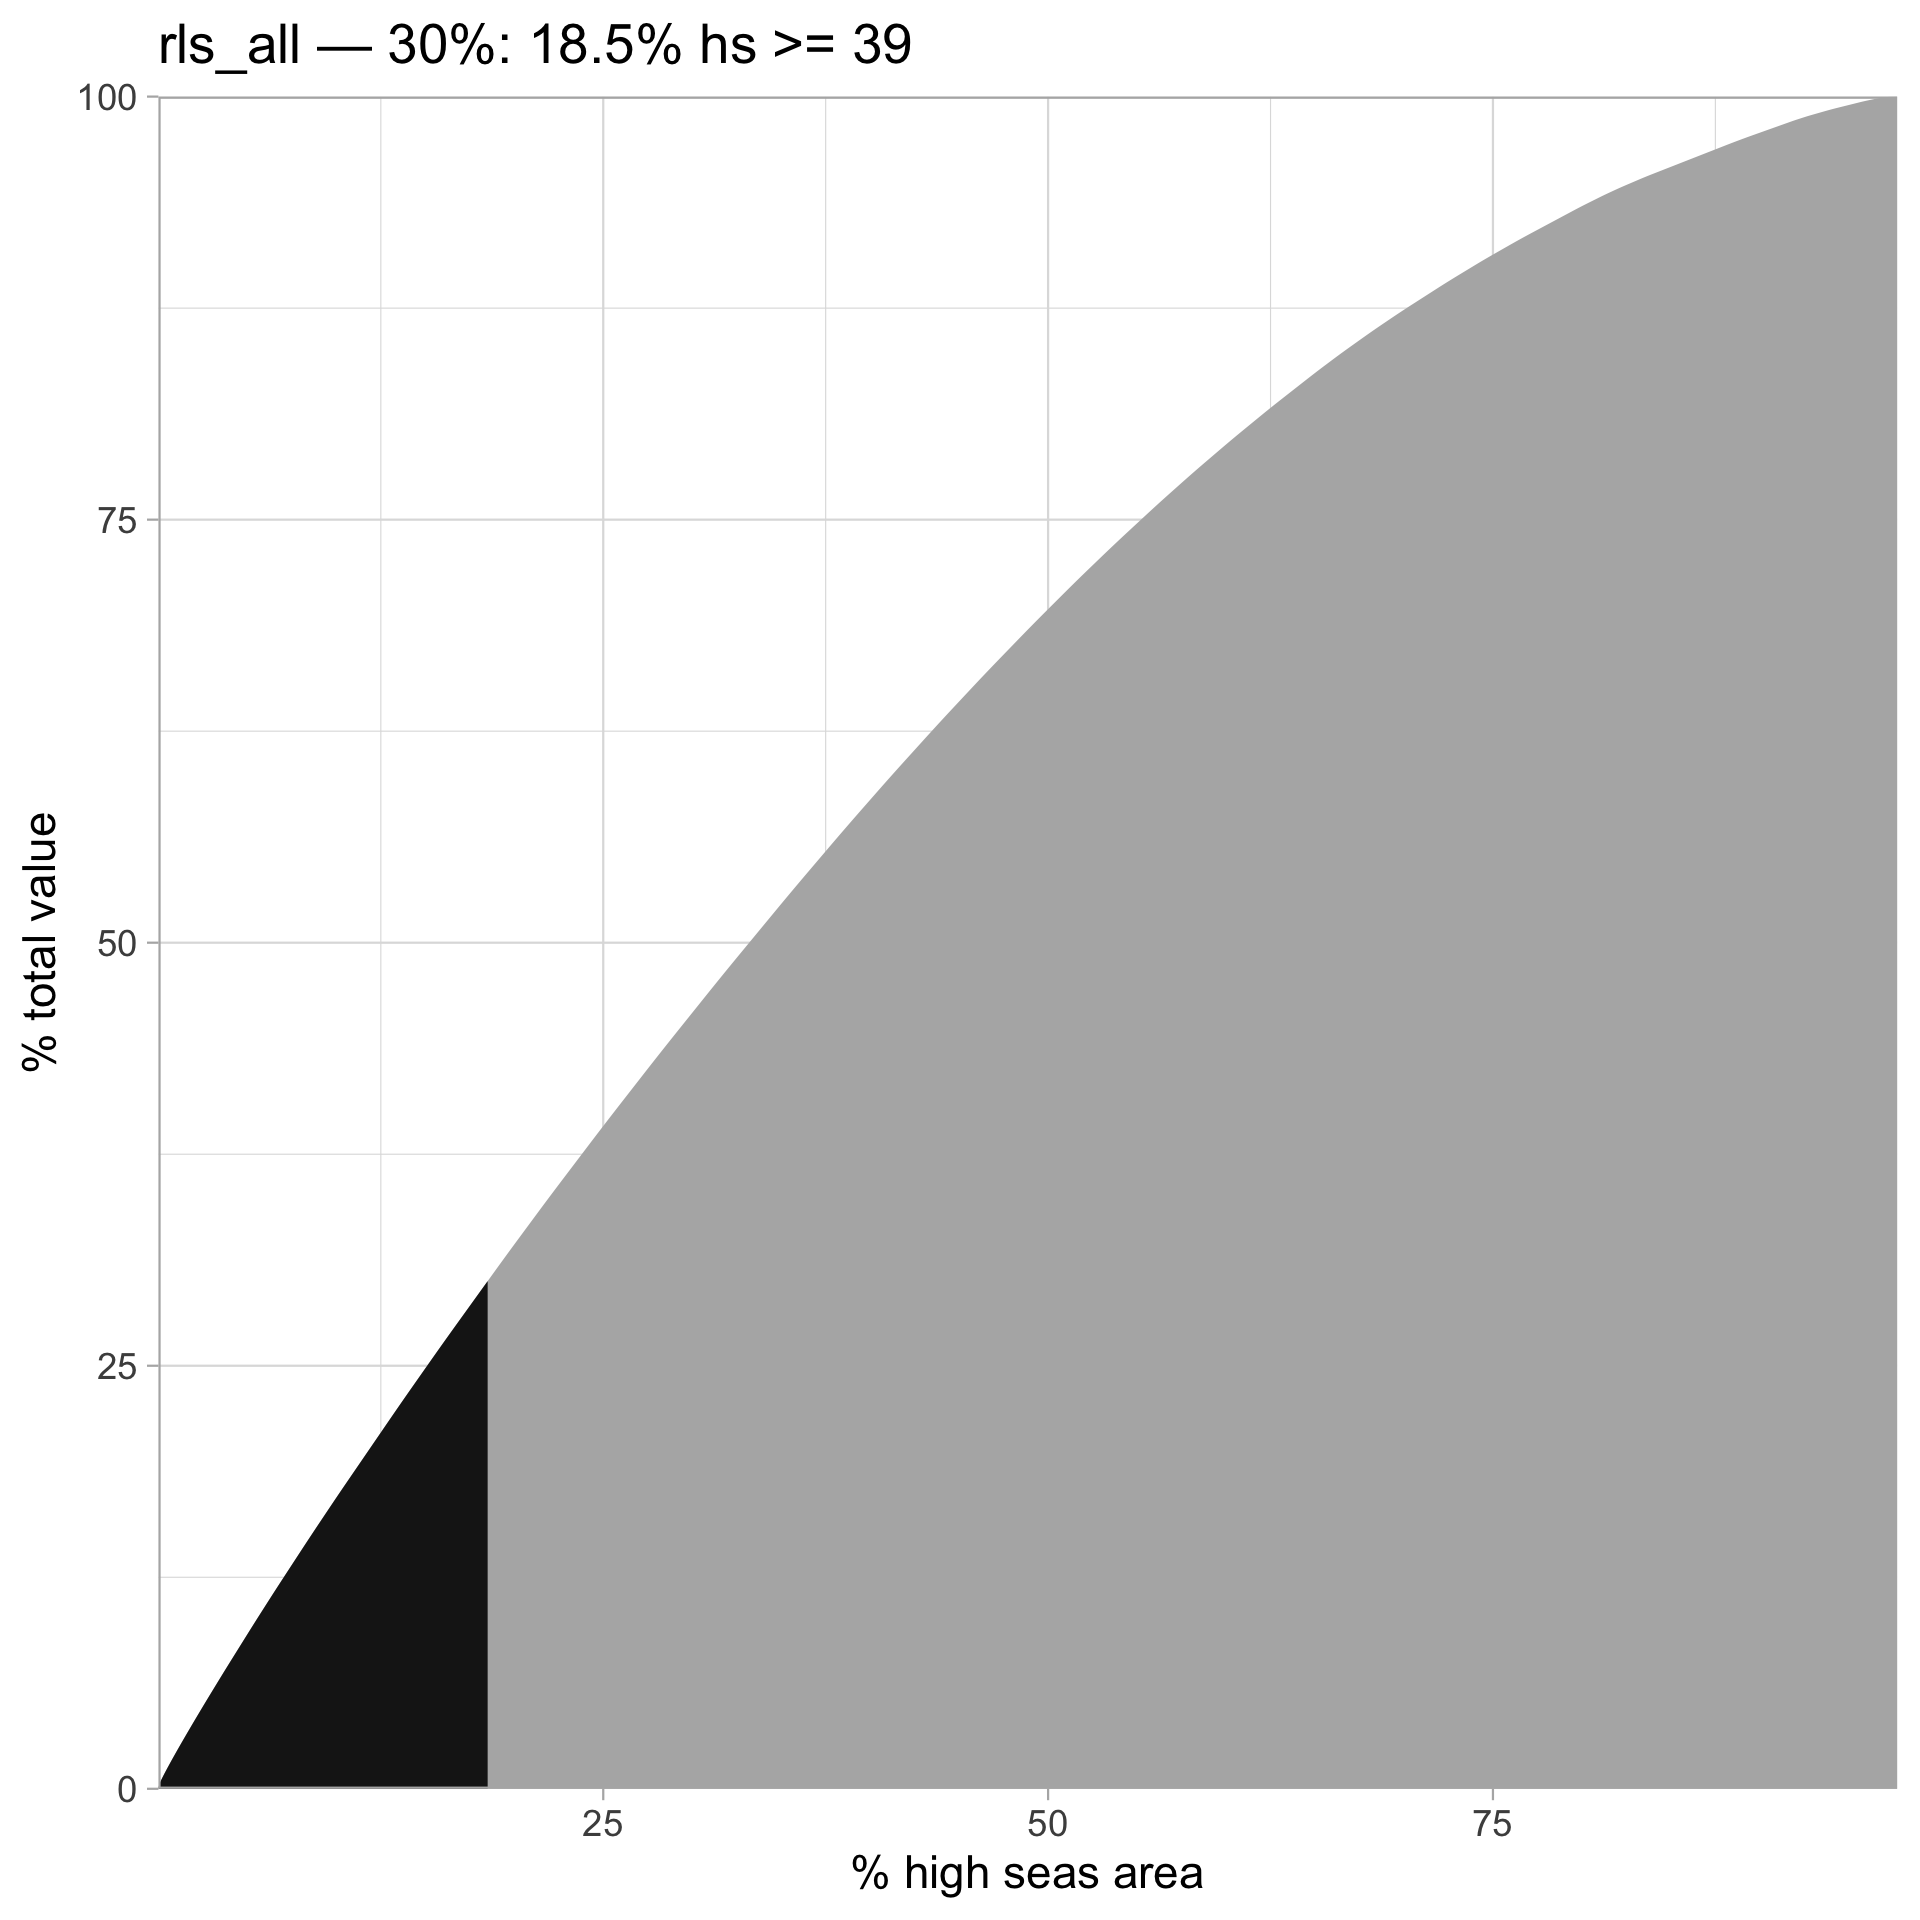 rls_all — 30%: 18.5% hs >= 39
100
75
50
25
0
% total value
25 50 75
% high seas area